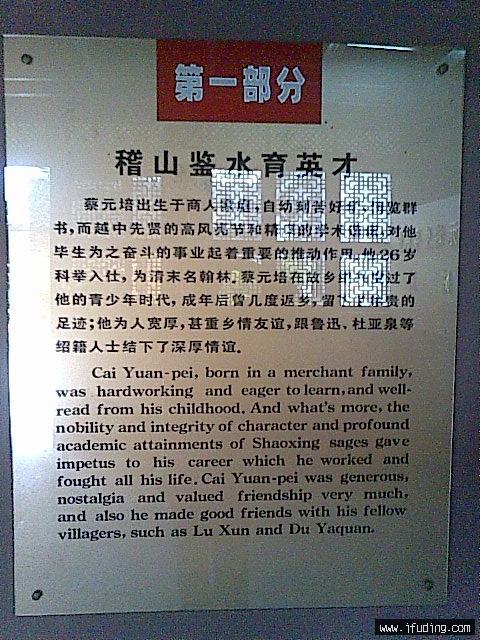 第一部分
稽山鉴水育英才
蔡元培出生于商人家庭,自幼刻苦好学,博览群
书,而越中先贤的高风亮节和精深的学术造诣,对他
毕生为之奋斗的事业起着重要的推动作用。他26岁
科举入仕,为清末名翰林。蔡元培在故乡 过了
他的青少年时代,成年后曾几度返乡,留下了 贵的
足迹;他为人宽厚,甚重乡情友谊,跟鲁迅、杜亚泉等
绍籍人士结下了深厚情谊。
Cai Yuan-pei, born in a merchant family,
was hardworking and eager to learn, and well-
read from his childhood. And what's more, the
nobility and integrity of character and profound
academic attainments of Shaoxing sages gave
impetus to his career which he worked and
fought all his life. Cai Yuan-pei was generous,
nostalgia and valued friendship very much,
and also he made good friends with his fellow
villagers, such as Lu Xun and Du Yaquan.
www.jfuding.com